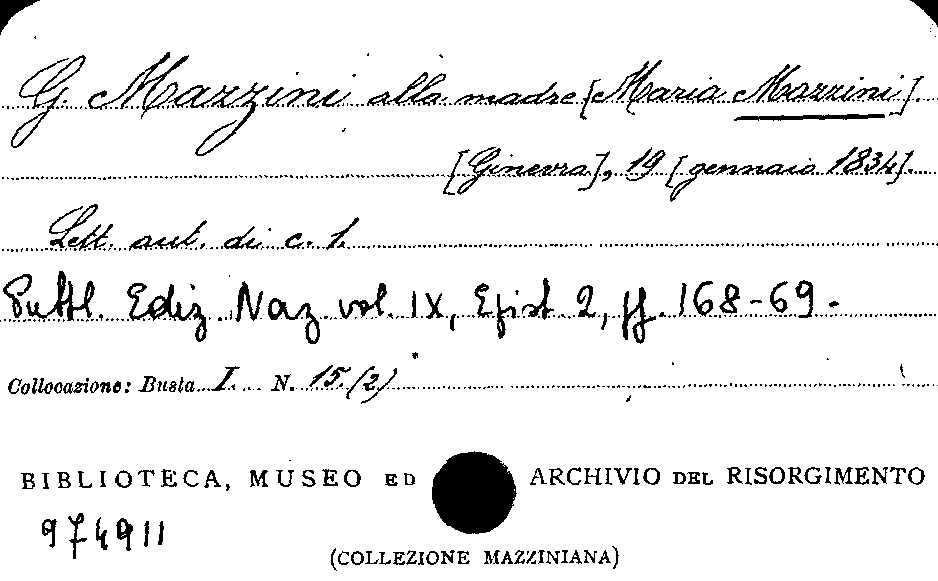 G. Mazzini alla madre [Maria Mazzini].
[Ginevra], 19 [gennaio 1834].
Lett. aut. di c. 1.
Pubbl. Ediz. Naz. vol. IX, Epist. 2, pp. 168-69.
Collocazione: Busta I. N. 15.(2)
BIBLIOTECA, MUSEO ED ARCHIVIO DEL RISORGIMENTO
974911
(COLLEZIONE MAZZINIANA)